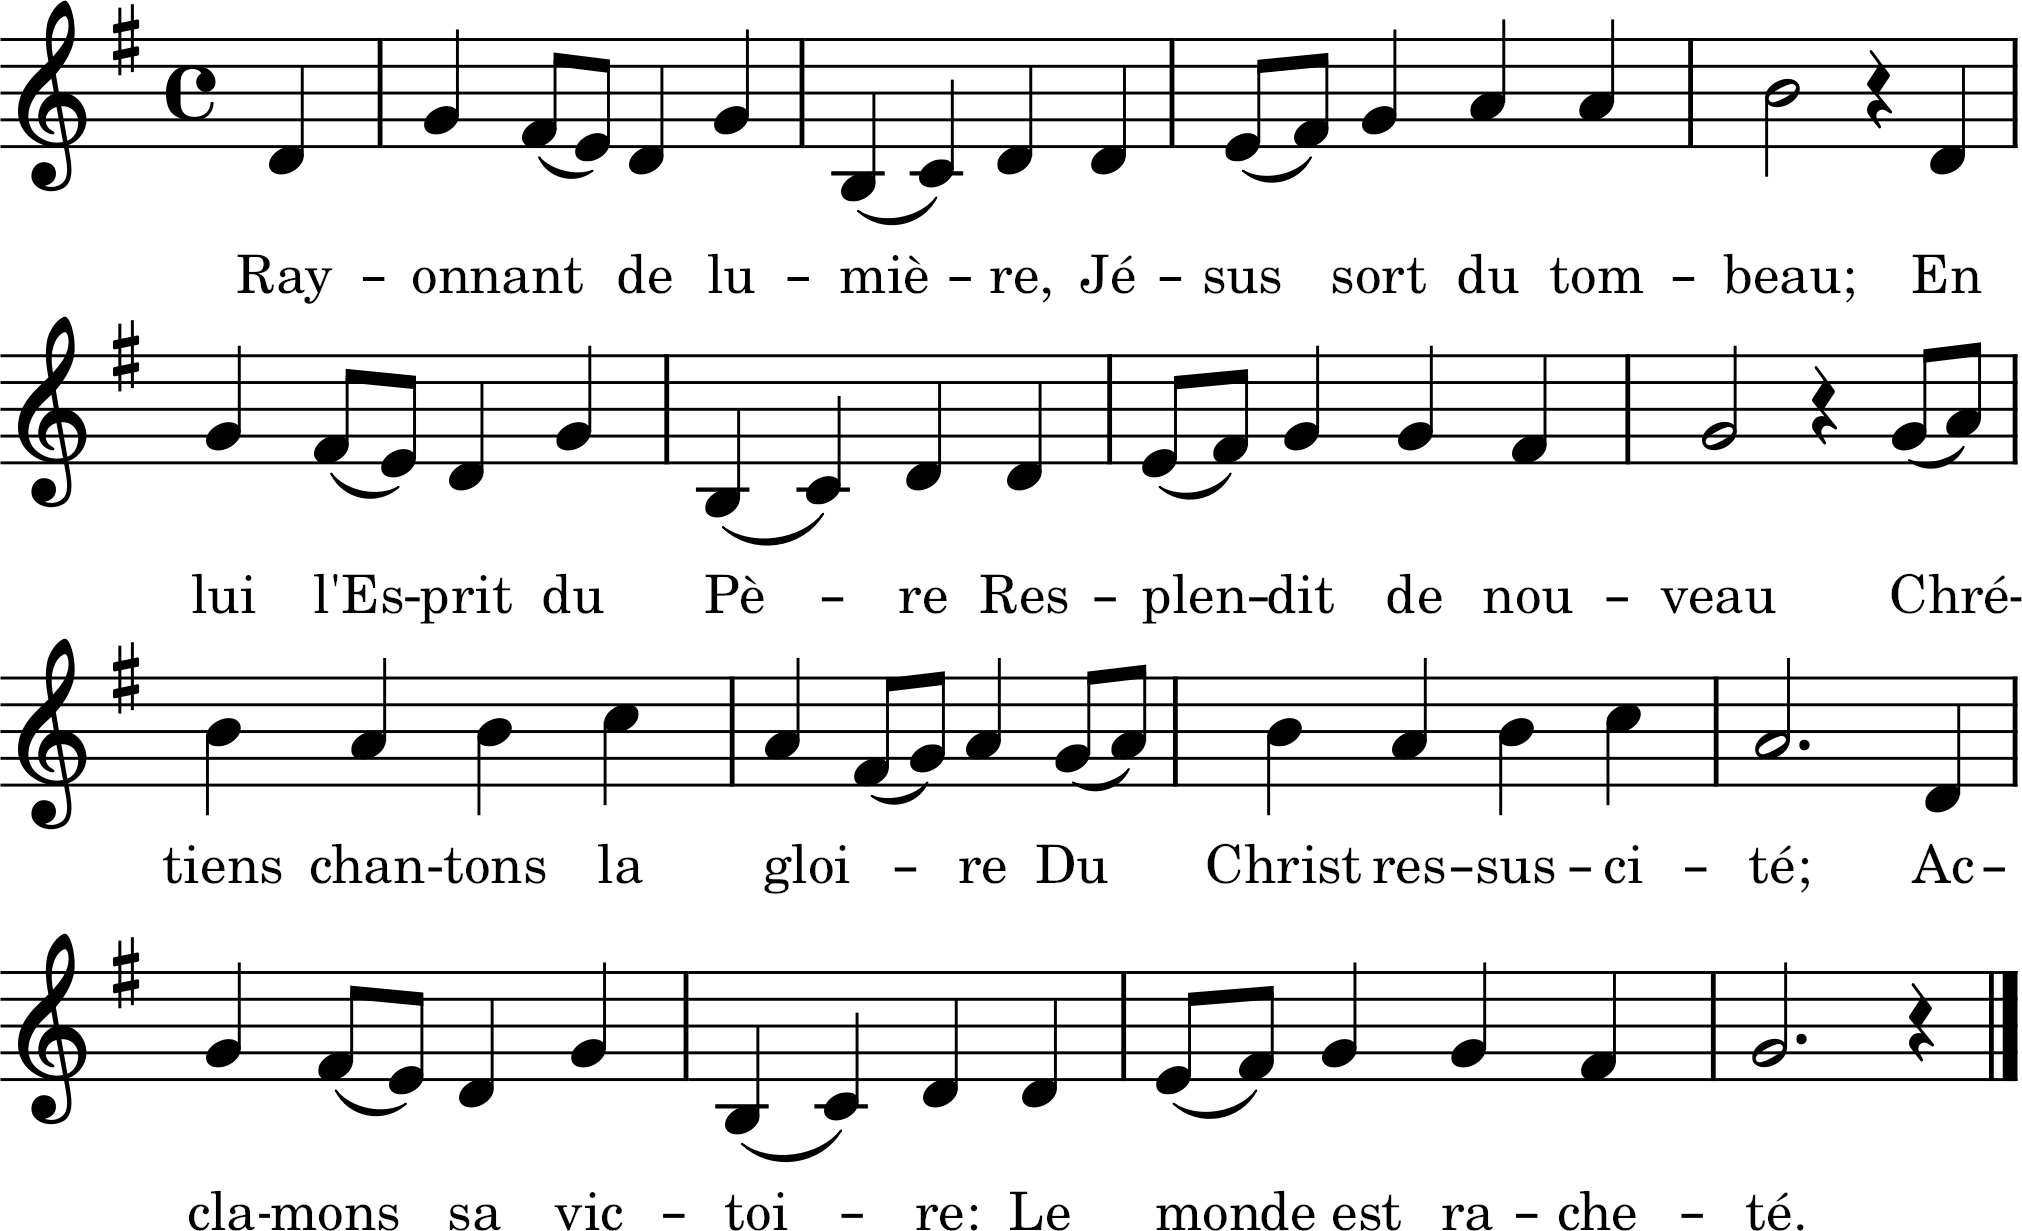 Ray – onnant de lu – miè – re, Jé – sus sort du tom – beau; En
lui l'Es-prit du Pè – re Res – plen-dit de nou – veau Chré-
tiens chan-tons la gloi – re Du Christ res–sus – ci – té; Ac –
cla-mons sa vic – toi – re: Le monde est ra – che – té.